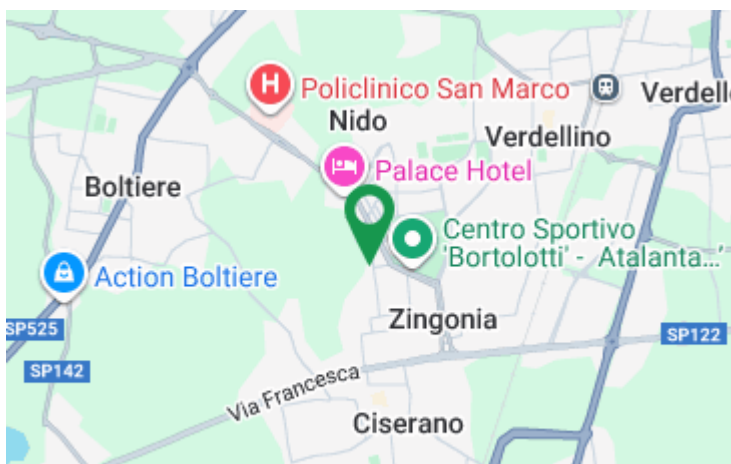 H
Policlinico San Marco
Verdell
Nido
Verdellino
Palace Hotel
Boltiere
Centro Sportivo
'Bortolotti' - Atalanta...'
Action Boltiere
Zingonia
SP525
SP122
SP142
Via Francesca
Ciserano